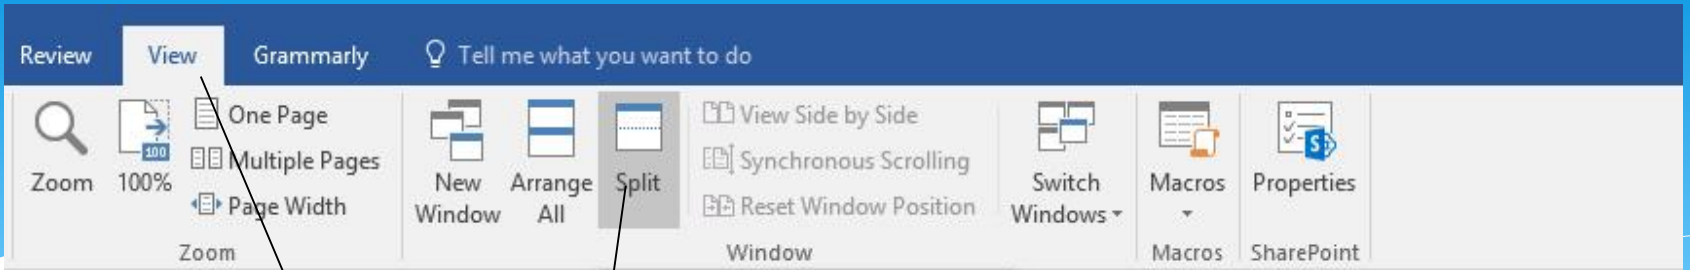 Review View Grammarly Tell me what you want to do
One Page
Multiple Pages
Page Width
Zoom 100%
Zoom
New Window
Arrange All
Split
View Side by Side
Synchronous Scrolling
Reset Window Position
Switch Windows
Window
Macros
Macros
Properties
SharePoint
100
S